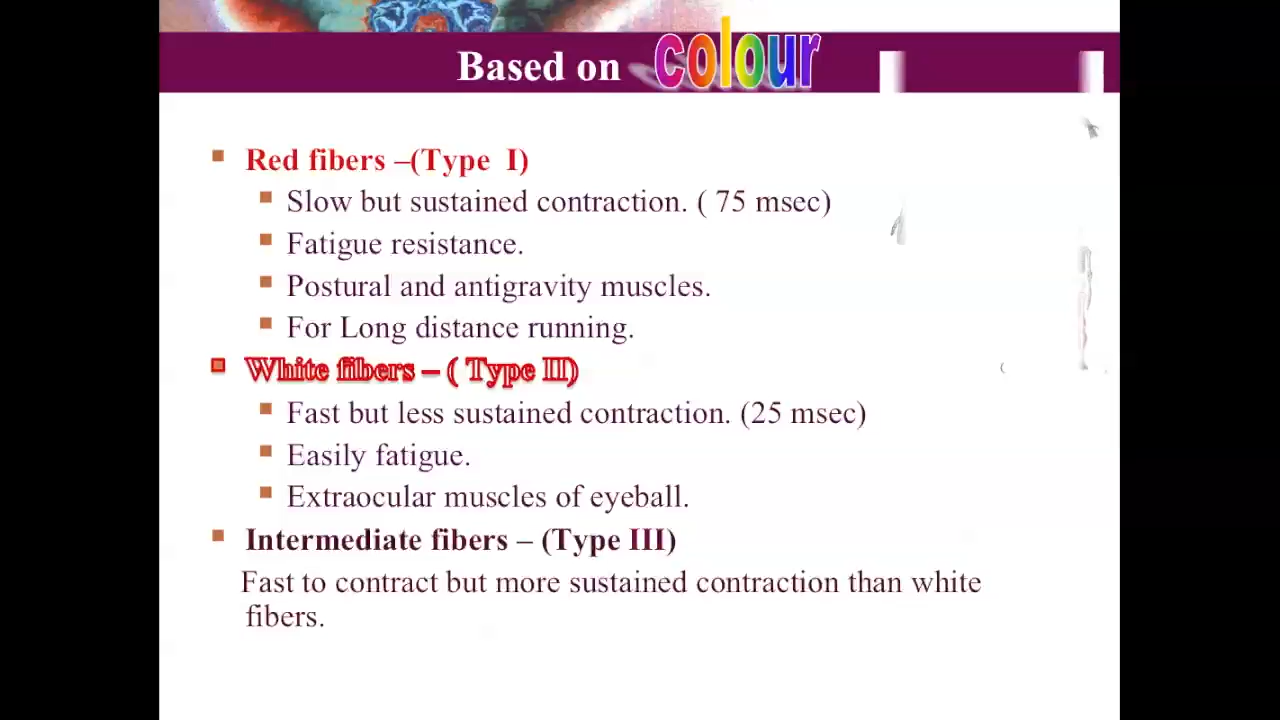 Based on colour
Red fibers –(Type I)
Slow but sustained contraction. ( 75 msec)
Fatigue resistance.
Postural and antigravity muscles.
For Long distance running.
White fibers – ( Type II)
Fast but less sustained contraction. (25 msec)
Easily fatigue.
Extraocular muscles of eyeball.
Intermediate fibers – (Type III)
Fast to contract but more sustained contraction than white
fibers.